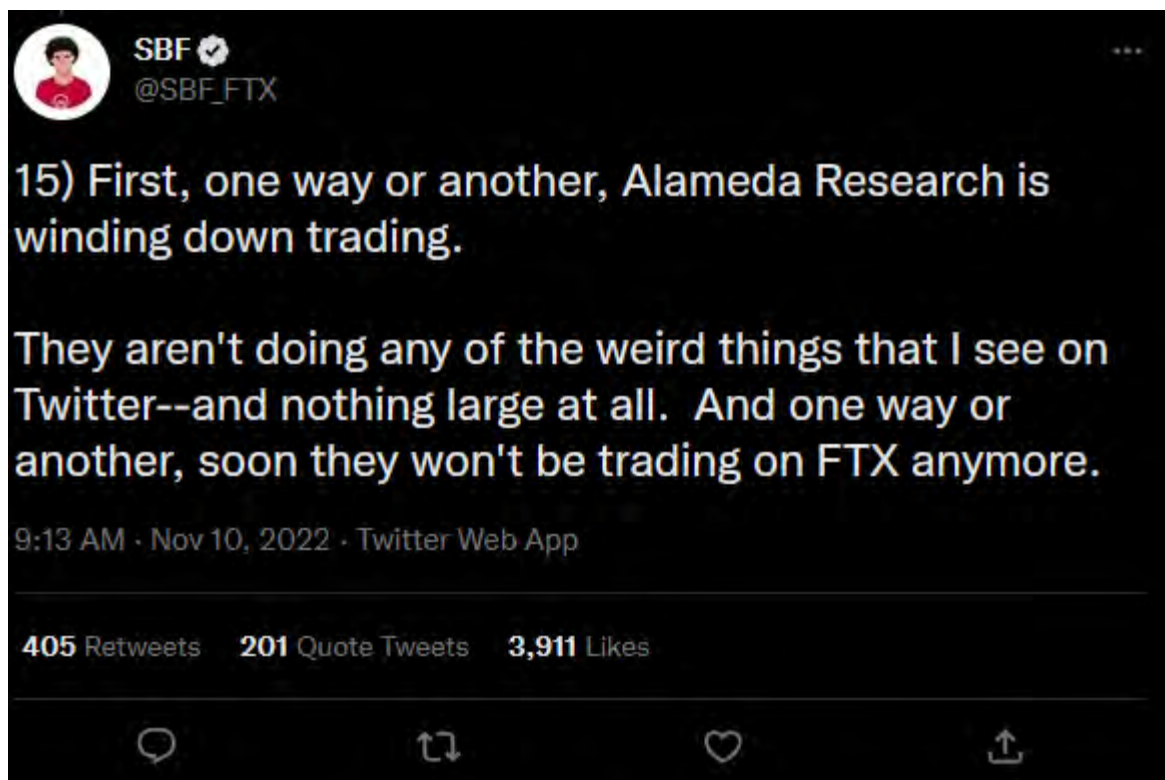 SBF
@SBF_FTX
15) First, one way or another, Alameda Research is
winding down trading.
They aren't doing any of the weird things that I see on
Twitter--and nothing large at all.  And one way or
another, soon they won't be trading on FTX anymore.
9:13 AM · Nov 10, 2022 · Twitter Web App
405 Retweets 201 Quote Tweets 3,911 Likes